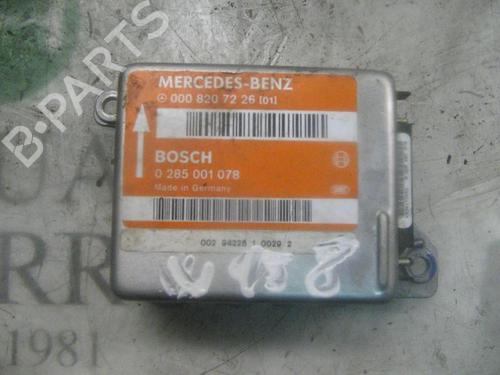 B-PARTS
MERCEDES-BENZ
000 820 72 26 [01]
BOSCH
0 285 001 078
Made in Germany
002 94226 1 0029 2
1981